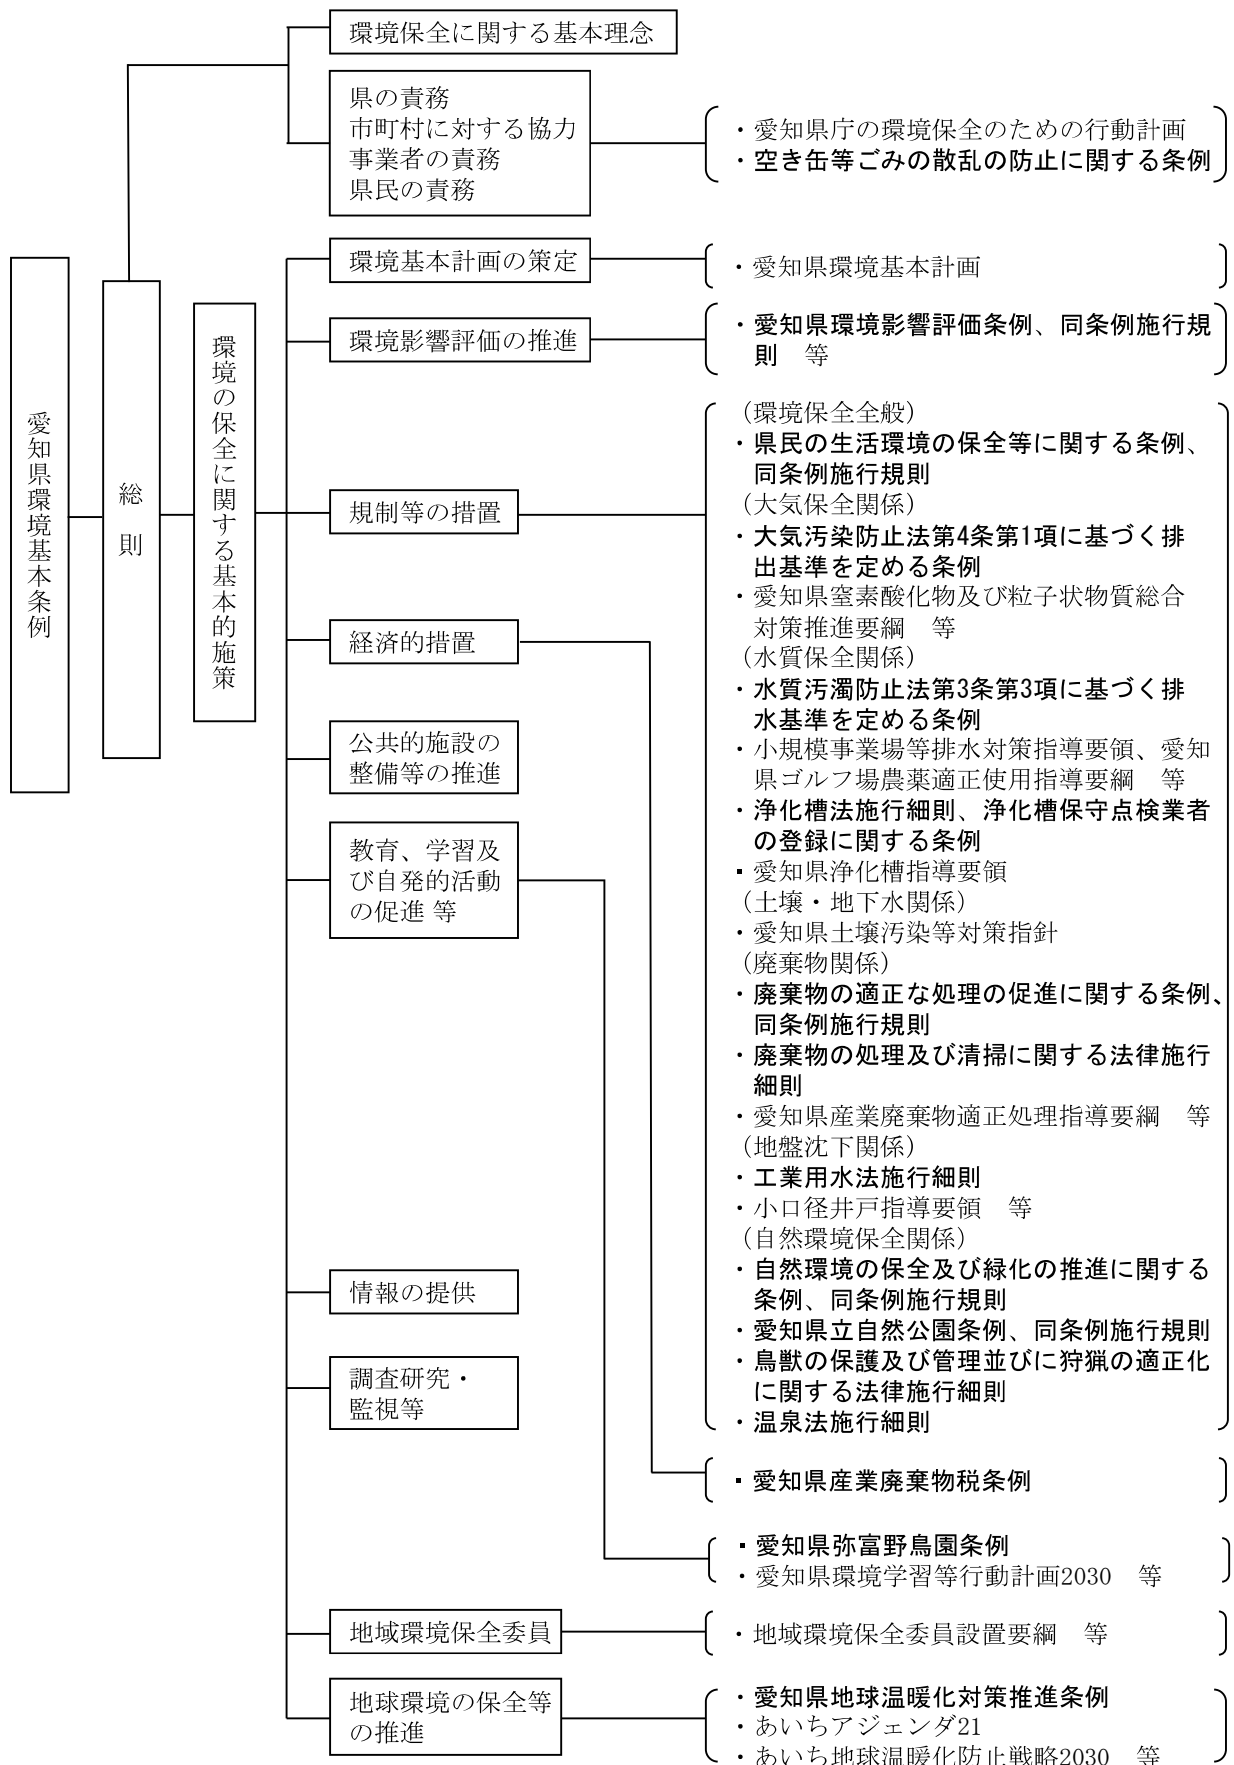 環境保全に関する基本理念
県の責務
市町村に対する協力
事業者の責務
県民の責務
・愛知県庁の環境保全のための行動計画
・空き缶等ごみの散乱の防止に関する条例
愛知県環境基本条例
総則
環境の保全に関する基本的施策
環境基本計画の策定
・愛知県環境基本計画
環境影響評価の推進
・愛知県環境影響評価条例、同条例施行規
則　等
規制等の措置
（環境保全全般）
・県民の生活環境の保全等に関する条例、
同条例施行規則
（大気保全関係）
・大気汚染防止法第4条第1項に基づく排
出基準を定める条例
・愛知県窒素酸化物及び粒子状物質総合
対策推進要綱　等
（水質保全関係）
・水質汚濁防止法第3条第3項に基づく排
水基準を定める条例
・小規模事業場等排水対策指導要領、愛知
県ゴルフ場農薬適正使用指導要綱　等
・浄化槽法施行細則、浄化槽保守点検業者
の登録に関する条例
・愛知県浄化槽指導要領
（土壌・地下水関係）
・愛知県土壌汚染等対策指針
（廃棄物関係）
・廃棄物の適正な処理の促進に関する条例、
同条例施行規則
・廃棄物の処理及び清掃に関する法律施行
細則
・愛知県産業廃棄物適正処理指導要綱　等
（地盤沈下関係）
・工業用水法施行細則
・小口径井戸指導要領　等
（自然環境保全関係）
・自然環境の保全及び緑化の推進に関する
条例、同条例施行規則
・愛知県立自然公園条例、同条例施行規則
・鳥獣の保護及び管理並びに狩猟の適正化
に関する法律施行細則
・温泉法施行細則
経済的措置
・愛知県産業廃棄物税条例
公共的施設の
整備等の推進
教育、学習及
び自発的活動
の促進 等
・愛知県弥富野鳥園条例
・愛知県環境学習等行動計画2030　等
情報の提供
調査研究・
監視等
地域環境保全委員
・地域環境保全委員設置要綱　等
地球環境の保全等
の推進
・愛知県地球温暖化対策推進条例
・あいちアジェンダ21
・あいち地球温暖化防止戦略2030　等